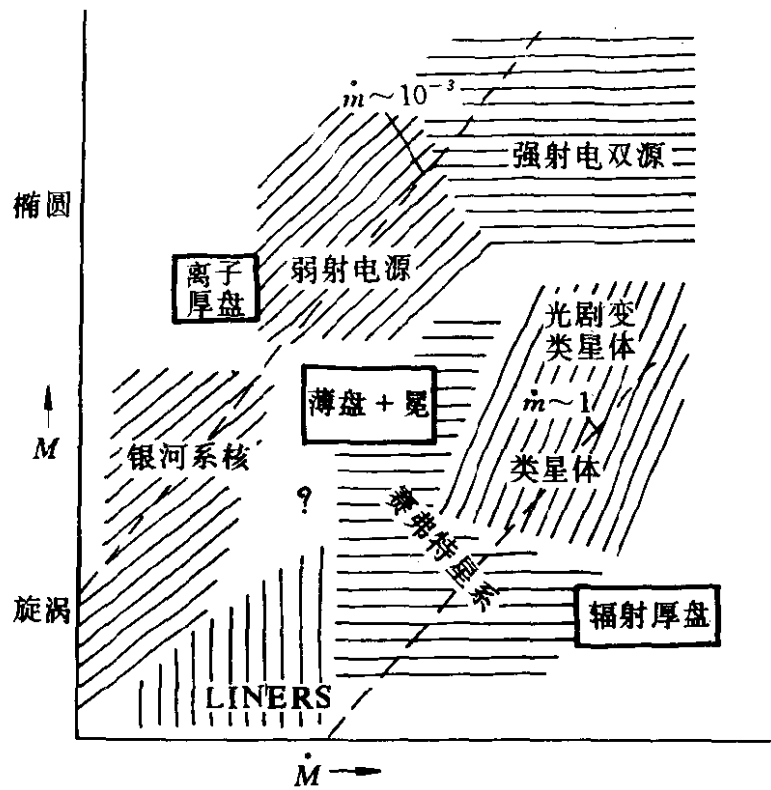 ṁ~10⁻³
强射电双源
椭圆
离子
厚盘
弱射电源
光剧变
类星体
薄盘 + 冕
ṁ~1
↑
M
银河系核
类星体
?
赛弗特星系
旋涡
辐射厚盘
LINERS
Ṁ →